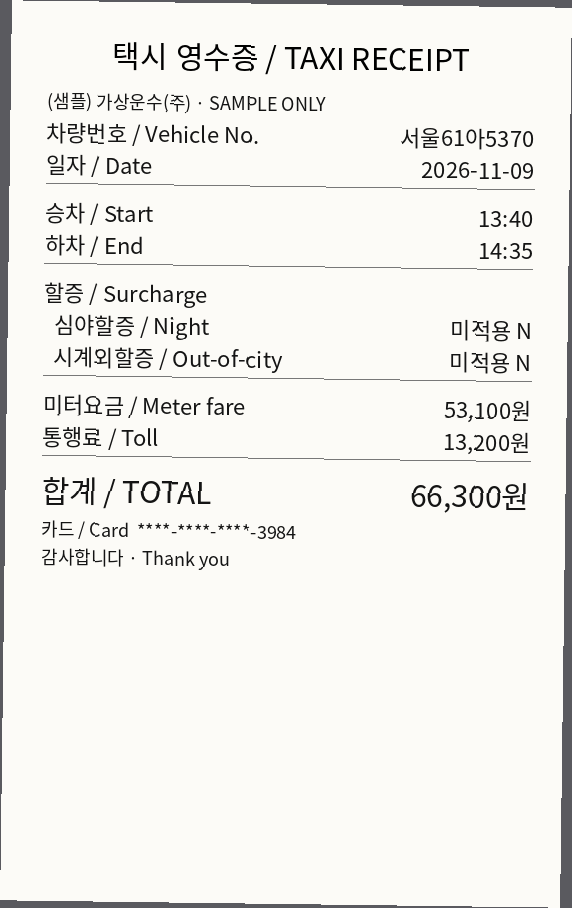 택시 영수증 / TAXI RECEIPT
(샘플) 가상운수(주) · SAMPLE ONLY
차량번호 / Vehicle No. 서울61아5370
일자 / Date 2026-11-09
승차 / Start 13:40
하차 / End 14:35
할증 / Surcharge
심야할증 / Night 미적용 N
시계외할증 / Out-of-city 미적용 N
미터요금 / Meter fare 53,100원
통행료 / Toll 13,200원
합계 / TOTAL 66,300원
카드 / Card ****-****-****-3984
감사합니다 · Thank you